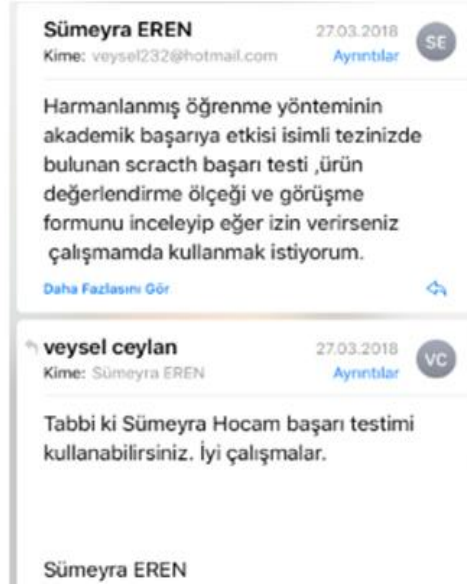 Sümeyra EREN
27.03.2018
SE
Kime: veysel232@hotmail.com
Ayrıntılar
Harmanlanmış öğrenme yönteminin
akademik başarıya etkisi isimli tezinizde
bulunan scracth başarı testi ,ürün
değerlendirme ölçeği ve görüşme
formunu inceleyip eğer izin verirseniz
çalışmamda kullanmak istiyorum.
Daha Fazlasını Gör
veysel ceylan
27.03.2018
VC
Kime: Sümeyra EREN
Ayrıntılar
Tabbi ki Sümeyra Hocam başarı testimi
kullanabilirsiniz. İyi çalışmalar.
Sümeyra EREN